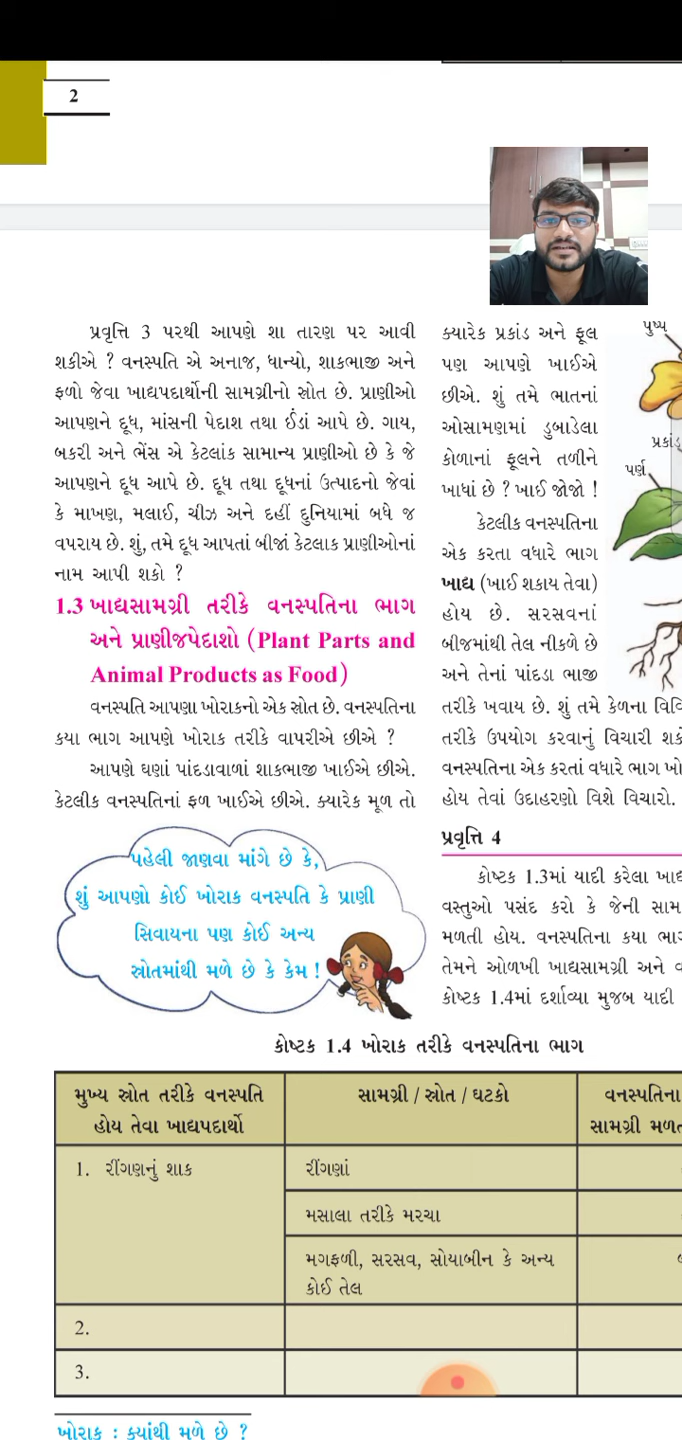 2
પ્રવૃત્તિ 3 પરથી આપણે શા તારણ પર આવી
શકીએ ? વનસ્પતિ એ અનાજ, ધાન્યો, શાકભાજી અને
ફળો જેવા ખાદ્યપદાર્થોની સામગ્રીનો સ્રોત છે. પ્રાણીઓ
આપણને દૂધ, માંસની પેદાશ તથા ઈંડાં આપે છે. ગાય,
બકરી અને ભેંસ એ કેટલાંક સામાન્ય પ્રાણીઓ છે કે જે
આપણને દૂધ આપે છે. દૂધ તથા દૂધનાં ઉત્પાદનો જેવાં
કે માખણ, મલાઈ, ચીઝ અને દહીં દુનિયામાં બધે જ
વપરાય છે. શું, તમે દૂધ આપતાં બીજાં કેટલાક પ્રાણીઓનાં
નામ આપી શકો ?
1.3 ખાદ્યસામગ્રી તરીકે વનસ્પતિના ભાગ
અને પ્રાણીજપેદાશો (Plant Parts and
Animal Products as Food)
વનસ્પતિ આપણા ખોરાકનો એક સ્રોત છે. વનસ્પતિના
કયા ભાગ આપણે ખોરાક તરીકે વાપરીએ છીએ ?
આપણે ઘણાં પાંદડાવાળાં શાકભાજી ખાઈએ છીએ.
કેટલીક વનસ્પતિનાં ફળ ખાઈએ છીએ. ક્યારેક મૂળ તો
પહેલી જાણવા માંગે છે કે,
શું આપણો કોઈ ખોરાક વનસ્પતિ કે પ્રાણી
સિવાયના પણ કોઈ અન્ય
સ્રોતમાંથી મળે છે કે કેમ !
ક્યારેક પ્રકાંડ અને ફૂલ
પણ આપણે ખાઈએ
છીએ. શું તમે ભાતનાં
ઓસામણમાં ડુબાડેલા
કોળાનાં ફૂલને તળીને
ખાધાં છે ? ખાઈ જોજો !
કેટલીક વનસ્પતિના
એક કરતા વધારે ભાગ
ખાદ્ય (ખાઈ શકાય તેવા)
હોય છે. સરસવનાં
બીજમાંથી તેલ નીકળે છે
અને તેનાં પાંદડા ભાજી
તરીકે ખવાય છે. શું તમે કેળના
તરીકે ઉપયોગ કરવાનું વિચારી
વનસ્પતિના એક કરતાં વધારે ભાગ
હોય તેવાં ઉદાહરણો વિશે વિચારો.
પુષ્પ
પ્રકાંડ
પર્ણ
પ્રવૃત્તિ 4
કોષ્ટક 1.3માં યાદી કરેલા
વસ્તુઓ પસંદ કરો કે જેની
મળતી હોય. વનસ્પતિના કયા
તેમને ઓળખી ખાદ્યસામગ્રી અને
કોષ્ટક 1.4માં દર્શાવ્યા મુજબ યાદી
કોષ્ટક 1.4 ખોરાક તરીકે વનસ્પતિના ભાગ
મુખ્ય સ્રોત તરીકે વનસ્પતિ
હોય તેવા ખાદ્યપદાર્થો
સામગ્રી / સ્રોત / ઘટકો
વનસ્પતિના
સામગ્રી
1. રીંગણનું શાક
રીંગણાં
મસાલા તરીકે મરચા
મગફળી, સરસવ, સોયાબીન કે અન્ય
કોઈ તેલ
2.
3.
ખોરાક : ક્યાંથી મળે છે ?